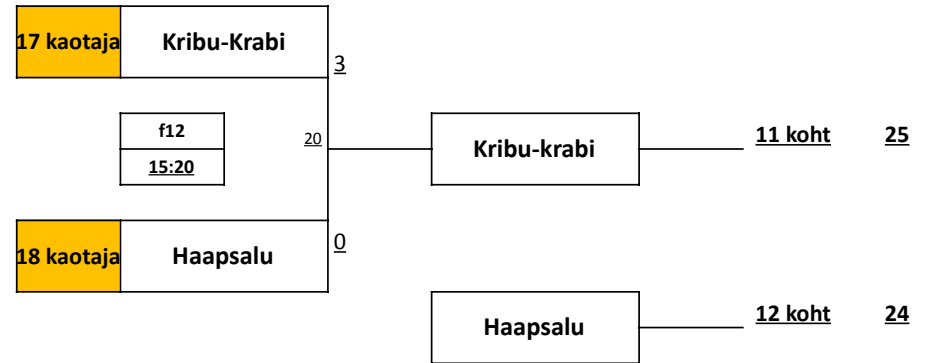 17 kaotaja Kribu-Krabi
3
f12
20
15:20
Kribu-krabi
11 koht 25
18 kaotaja Haapsalu
0
Haapsalu
12 koht 24